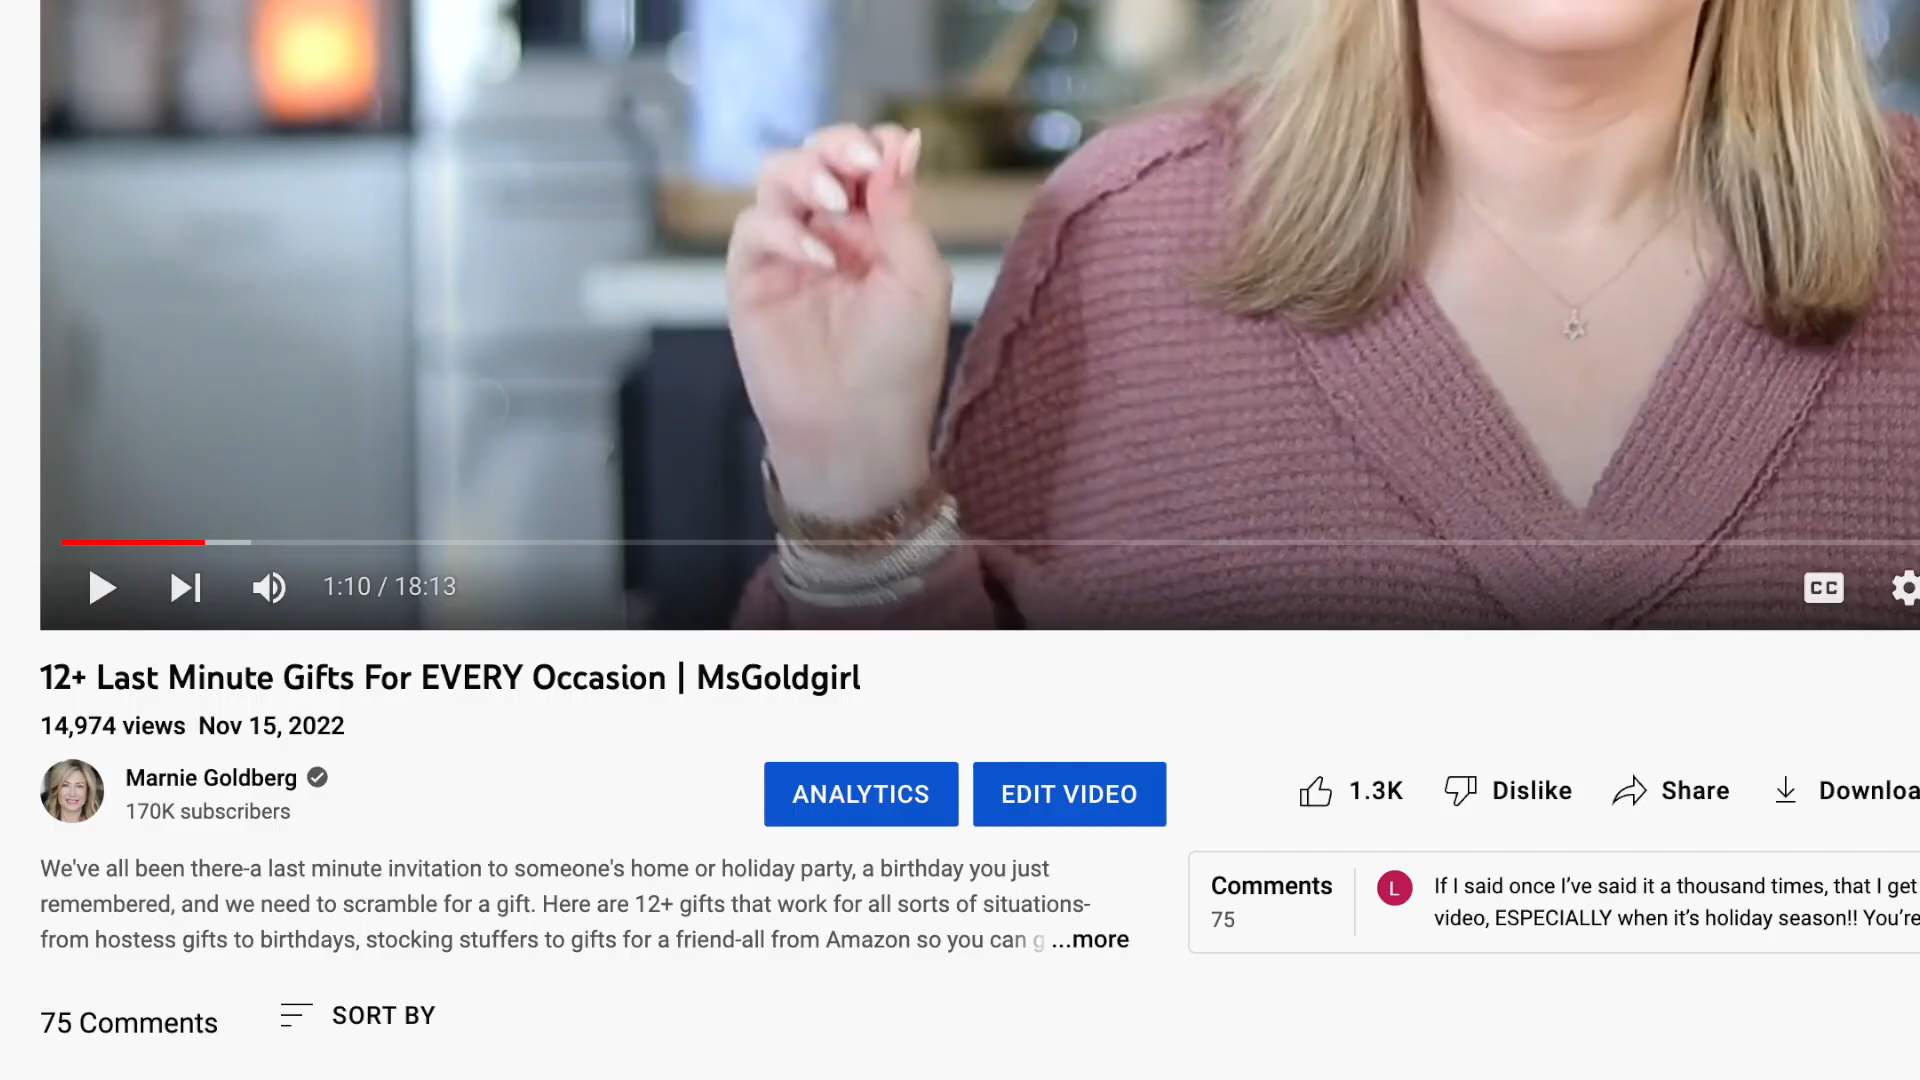 1:10 / 18:13
CC
12+ Last Minute Gifts For EVERY Occasion | MsGoldgirl
14,974 views Nov 15, 2022
Marnie Goldberg
170K subscribers
ANALYTICS
EDIT VIDEO
1.3K
Dislike
Share
Downloa
We've all been there-a last minute invitation to someone's home or holiday party, a birthday you just
remembered, and we need to scramble for a gift. Here are 12+ gifts that work for all sorts of situations-
from hostess gifts to birthdays, stocking stuffers to gifts for a friend-all from Amazon so you can g ...more
Comments
75
L
If I said once I’ve said it a thousand times, that I get
video, ESPECIALLY when it’s holiday season!! You’re
75 Comments
SORT BY